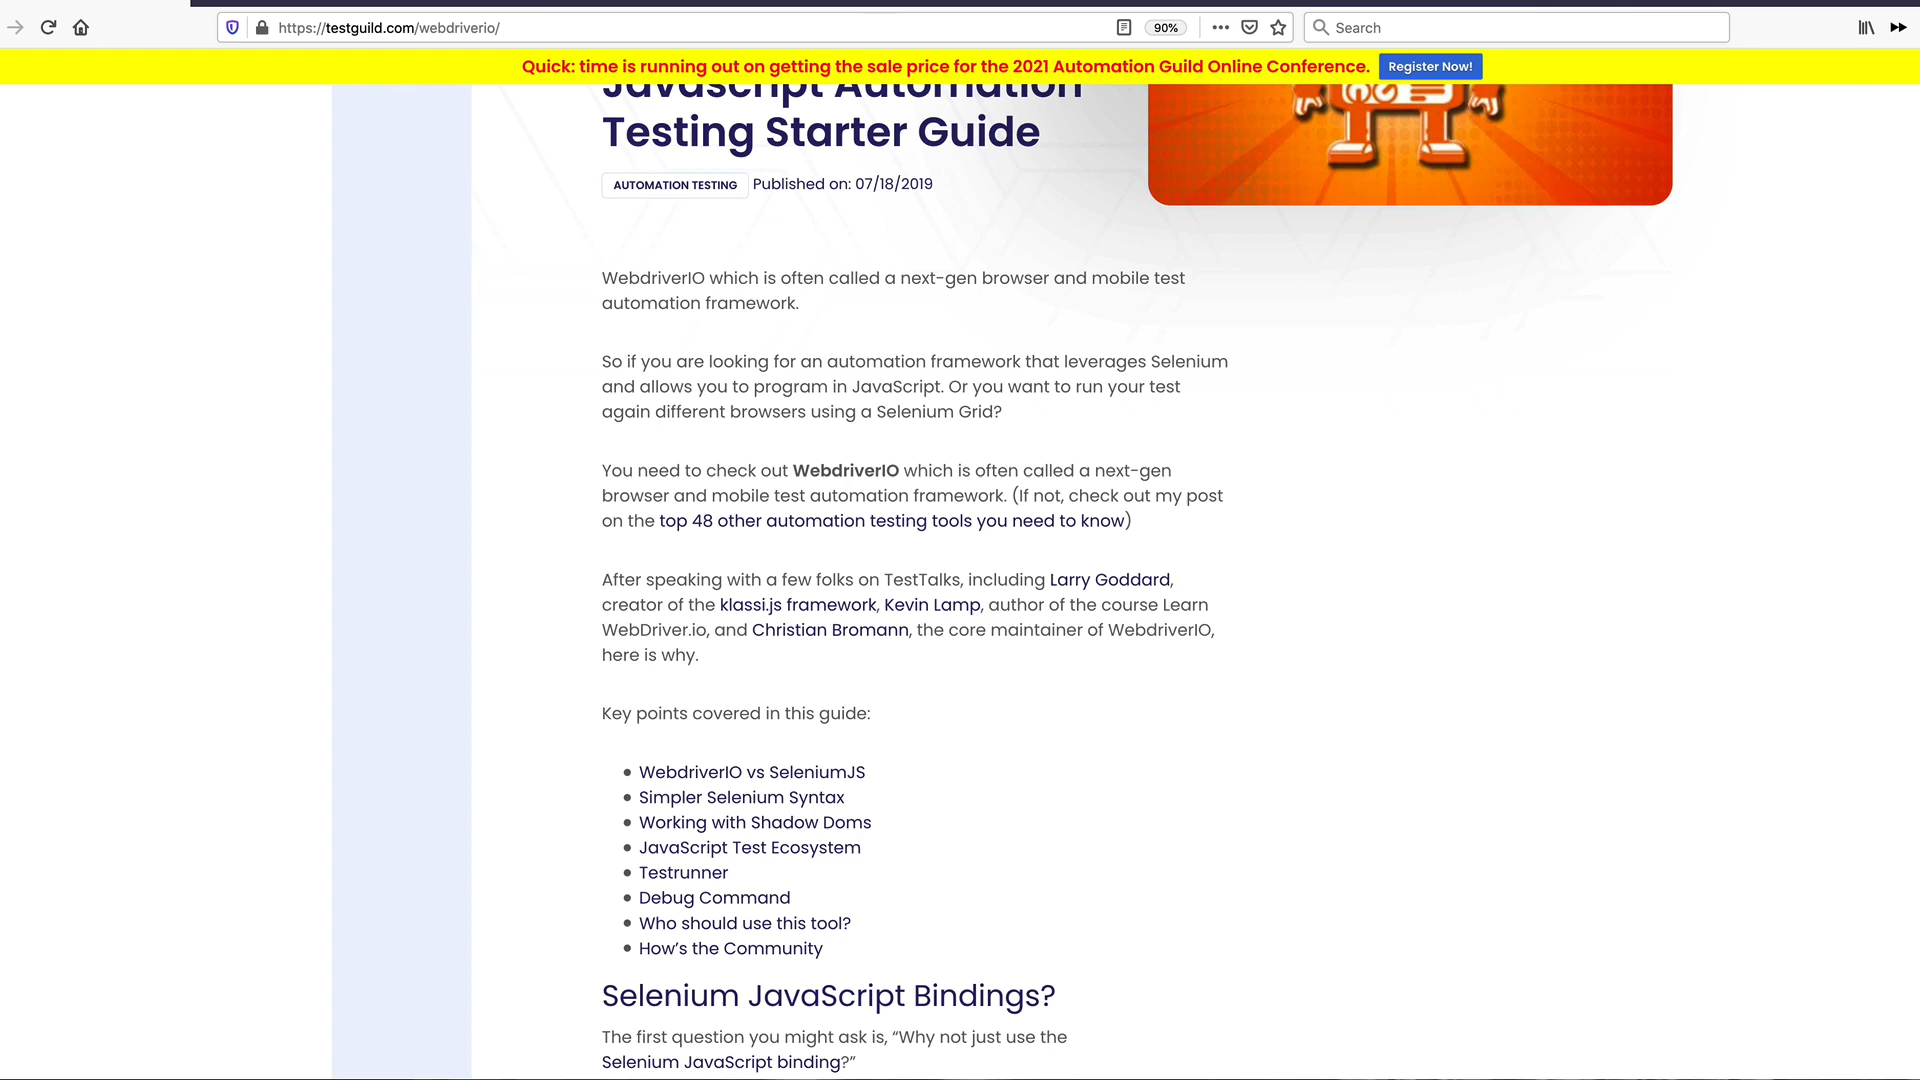 https://testguild.com/webdriverio/
90%
Search
Quick: time is running out on getting the sale price for the 2021 Automation Guild Online Conference.
Register Now!
Javascript Automation
Testing Starter Guide
AUTOMATION TESTING
Published on: 07/18/2019
WebdriverIO which is often called a next-gen browser and mobile test
automation framework.
So if you are looking for an automation framework that leverages Selenium
and allows you to program in JavaScript. Or you want to run your test
again different browsers using a Selenium Grid?
You need to check out WebdriverIO which is often called a next-gen
browser and mobile test automation framework. (If not, check out my post
on the top 48 other automation testing tools you need to know)
After speaking with a few folks on TestTalks, including Larry Goddard,
creator of the klassi.js framework, Kevin Lamp, author of the course Learn
WebDriver.io, and Christian Bromann, the core maintainer of WebdriverIO,
here is why.
Key points covered in this guide:
• WebdriverIO vs SeleniumJS
• Simpler Selenium Syntax
• Working with Shadow Doms
• JavaScript Test Ecosystem
• Testrunner
• Debug Command
• Who should use this tool?
• How’s the Community
Selenium JavaScript Bindings?
The first question you might ask is, “Why not just use the
Selenium JavaScript binding?”